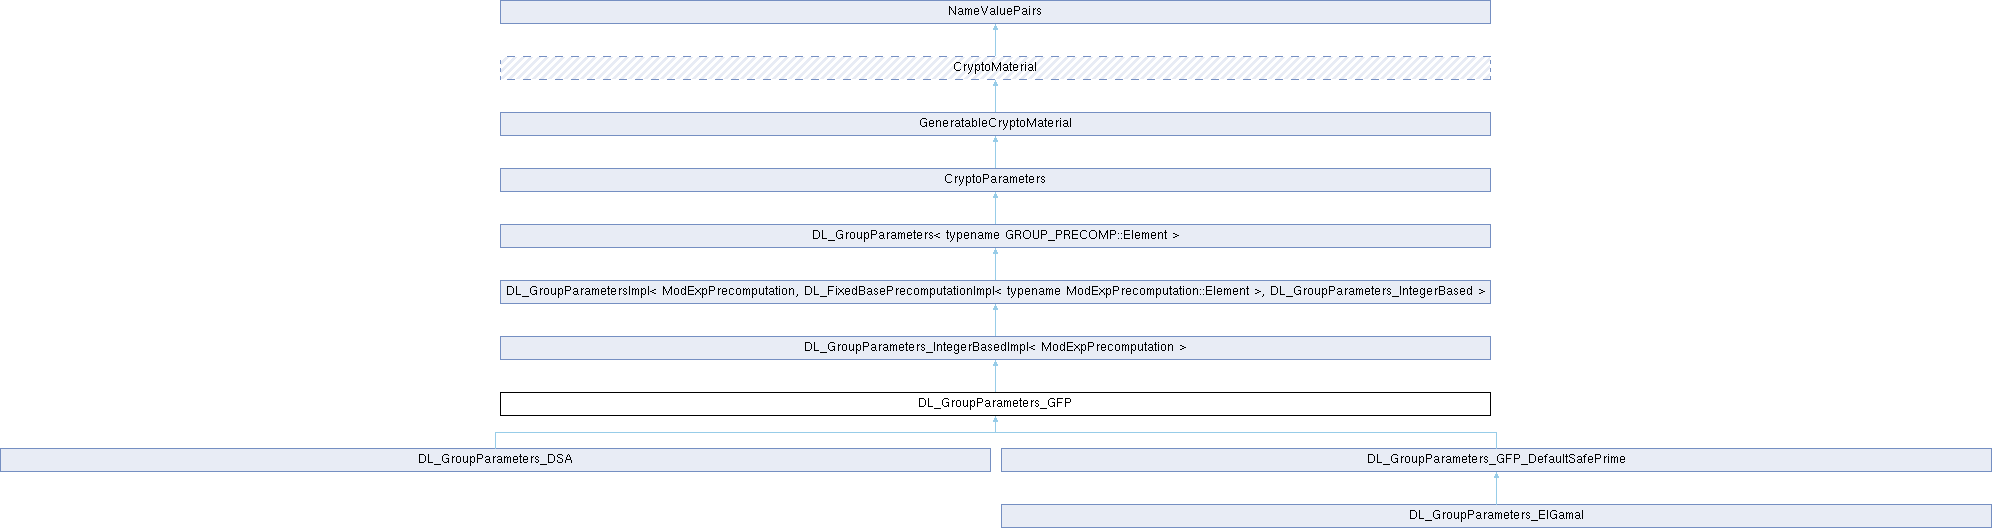 NameValuePairs
CryptoMaterial
GeneratableCryptoMaterial
CryptoParameters
DL_GroupParameters< typename GROUP_PRECOMP::Element >
DL_GroupParametersImpl< ModExpPrecomputation, DL_FixedBasePrecomputationImpl< typename ModExpPrecomputation::Element >, DL_GroupParameters_IntegerBased >
DL_GroupParameters_IntegerBasedImpl< ModExpPrecomputation >
DL_GroupParameters_GFP
DL_GroupParameters_DSA
DL_GroupParameters_GFP_DefaultSafePrime
DL_GroupParameters_ElGamal